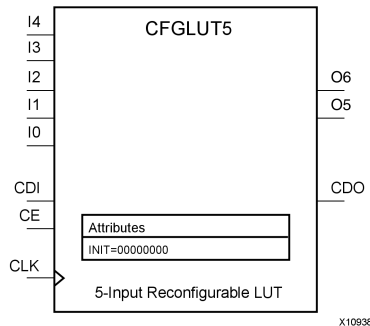 I4
CFGLUT5
I3
I2
O6
I1
O5
I0
CDI
CDO
CE
Attributes
INIT=00000000
CLK
5-Input Reconfigurable LUT
X10938